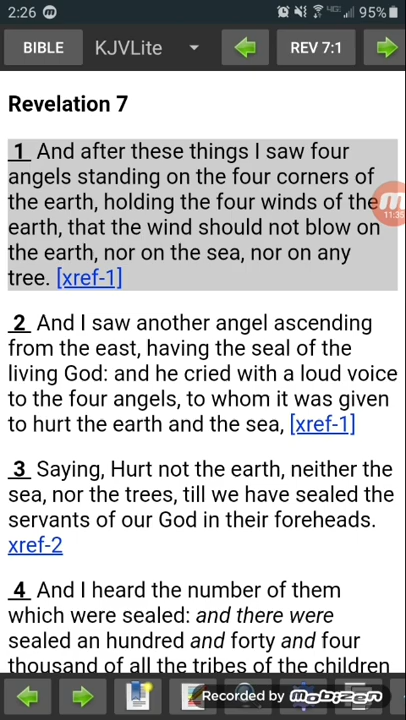 2:26 95%
BIBLE KJVLite REV 7:1
Revelation 7
1 And after these things I saw four
angels standing on the four corners of
the earth, holding the four winds of the
earth, that the wind should not blow on
the earth, nor on the sea, nor on any
tree. [xref-1]
11:35
2 And I saw another angel ascending
from the east, having the seal of the
living God: and he cried with a loud voice
to the four angels, to whom it was given
to hurt the earth and the sea, [xref-1]
3 Saying, Hurt not the earth, neither the
sea, nor the trees, till we have sealed the
servants of our God in their foreheads.
xref-2
4 And I heard the number of them
which were sealed: and there were
sealed an hundred and forty and four
thousand of all the tribes of the children
Recorded by mobizen